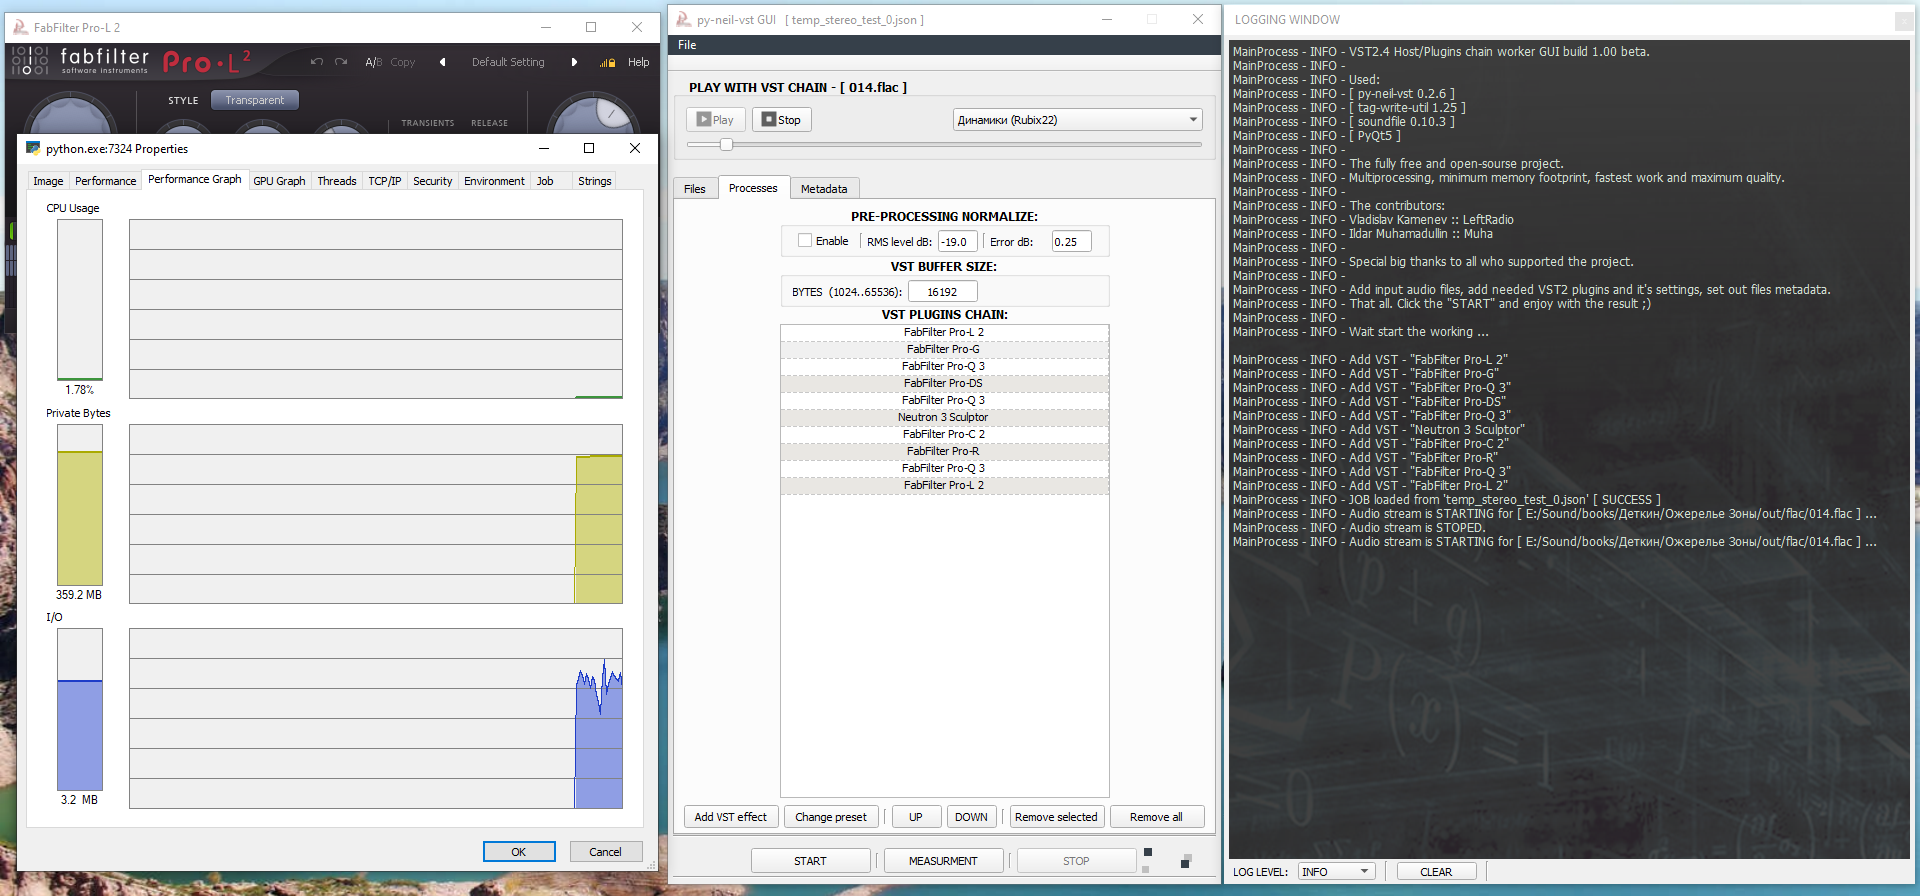 FabFilter Pro-L 2
fabfilter
software instruments
Pro·L 2
A/B Copy
Default Setting
Help
STYLE
Transparent
TRANSIENTS
RELEASE
python.exe:7324 Properties
Image
Performance
Performance Graph
GPU Graph
Threads
TCP/IP
Security
Environment
Job
Strings
CPU Usage
1.78%
Private Bytes
359.2 MB
I/O
3.2 MB
OK
Cancel
py-neil-vst GUI [ temp_stereo_test_0.json ]
File
PLAY WITH VST CHAIN - [ 014.flac ]
Play
Stop
Динамики (Rubix22)
Files
Processes
Metadata
PRE-PROCESSING NORMALIZE:
Enable
RMS level dB:
-19.0
Error dB:
0.25
VST BUFFER SIZE:
BYTES (1024..65536):
16192
VST PLUGINS CHAIN:
FabFilter Pro-L 2
FabFilter Pro-G
FabFilter Pro-Q 3
FabFilter Pro-DS
FabFilter Pro-Q 3
Neutron 3 Sculptor
FabFilter Pro-C 2
FabFilter Pro-R
FabFilter Pro-Q 3
FabFilter Pro-L 2
Add VST effect
Change preset
UP
DOWN
Remove selected
Remove all
START
MEASURMENT
STOP
LOGGING WINDOW
MainProcess - INFO - VST2.4 Host/Plugins chain worker GUI build 1.00 beta.
MainProcess - INFO -
MainProcess - INFO - Used:
MainProcess - INFO - [ py-neil-vst 0.2.6 ]
MainProcess - INFO - [ tag-write-util 1.25 ]
MainProcess - INFO - [ soundfile 0.10.3 ]
MainProcess - INFO - [ PyQt5 ]
MainProcess - INFO -
MainProcess - INFO - The fully free and open-sourse project.
MainProcess - INFO - Multiprocessing, minimum memory footprint, fastest work and maximum quality.
MainProcess - INFO -
MainProcess - INFO - The contributors:
MainProcess - INFO - Vladislav Kamenev :: LeftRadio
MainProcess - INFO - Ildar Muhamadullin :: Muha
MainProcess - INFO -
MainProcess - INFO - Special big thanks to all who supported the project.
MainProcess - INFO -
MainProcess - INFO - Add input audio files, add needed VST2 plugins and it's settings, set out files metadata.
MainProcess - INFO - That all. Click the "START" and enjoy with the result ;)
MainProcess - INFO -
MainProcess - INFO - Wait start the working ...
MainProcess - INFO - Add VST - "FabFilter Pro-L 2"
MainProcess - INFO - Add VST - "FabFilter Pro-G"
MainProcess - INFO - Add VST - "FabFilter Pro-Q 3"
MainProcess - INFO - Add VST - "FabFilter Pro-DS"
MainProcess - INFO - Add VST - "FabFilter Pro-Q 3"
MainProcess - INFO - Add VST - "Neutron 3 Sculptor"
MainProcess - INFO - Add VST - "FabFilter Pro-C 2"
MainProcess - INFO - Add VST - "FabFilter Pro-R"
MainProcess - INFO - Add VST - "FabFilter Pro-Q 3"
MainProcess - INFO - Add VST - "FabFilter Pro-L 2"
MainProcess - INFO - JOB loaded from 'temp_stereo_test_0.json' [ SUCCESS ]
MainProcess - INFO - Audio stream is STARTING for [ E:/Sound/books/Деткин/Ожерелье Зоны/out/flac/014.flac ] ...
MainProcess - INFO - Audio stream is STOPED.
MainProcess - INFO - Audio stream is STARTING for [ E:/Sound/books/Деткин/Ожерелье Зоны/out/flac/014.flac ] ...
LOG LEVEL:
INFO
CLEAR